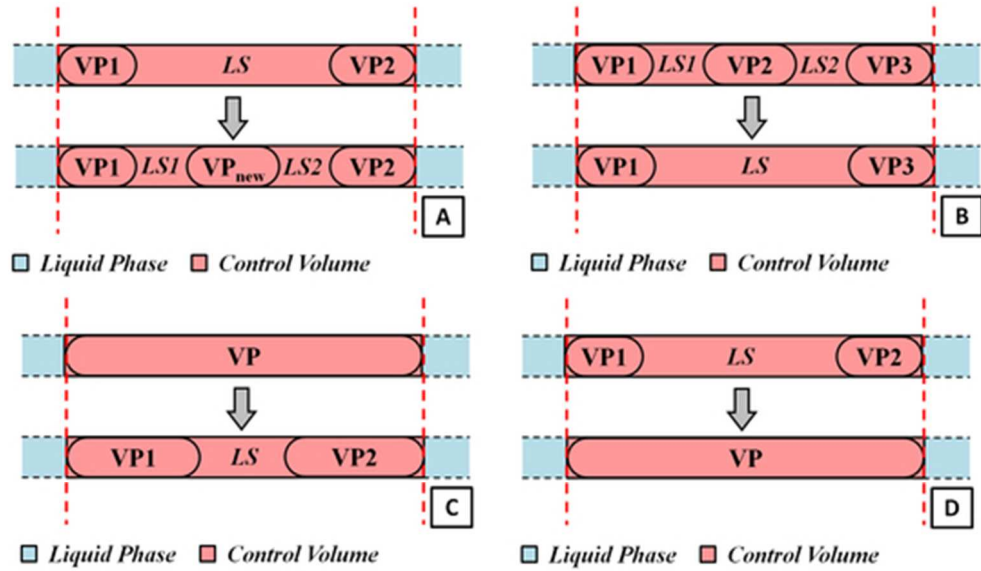 VP1 LS VP2
VP1 LS1 VPnew LS2 VP2
A
Liquid Phase Control Volume
VP1 LS1 VP2 LS2 VP3
VP1 LS VP3
B
Liquid Phase Control Volume
VP
VP1 LS VP2
C
Liquid Phase Control Volume
VP1 LS VP2
VP
D
Liquid Phase Control Volume